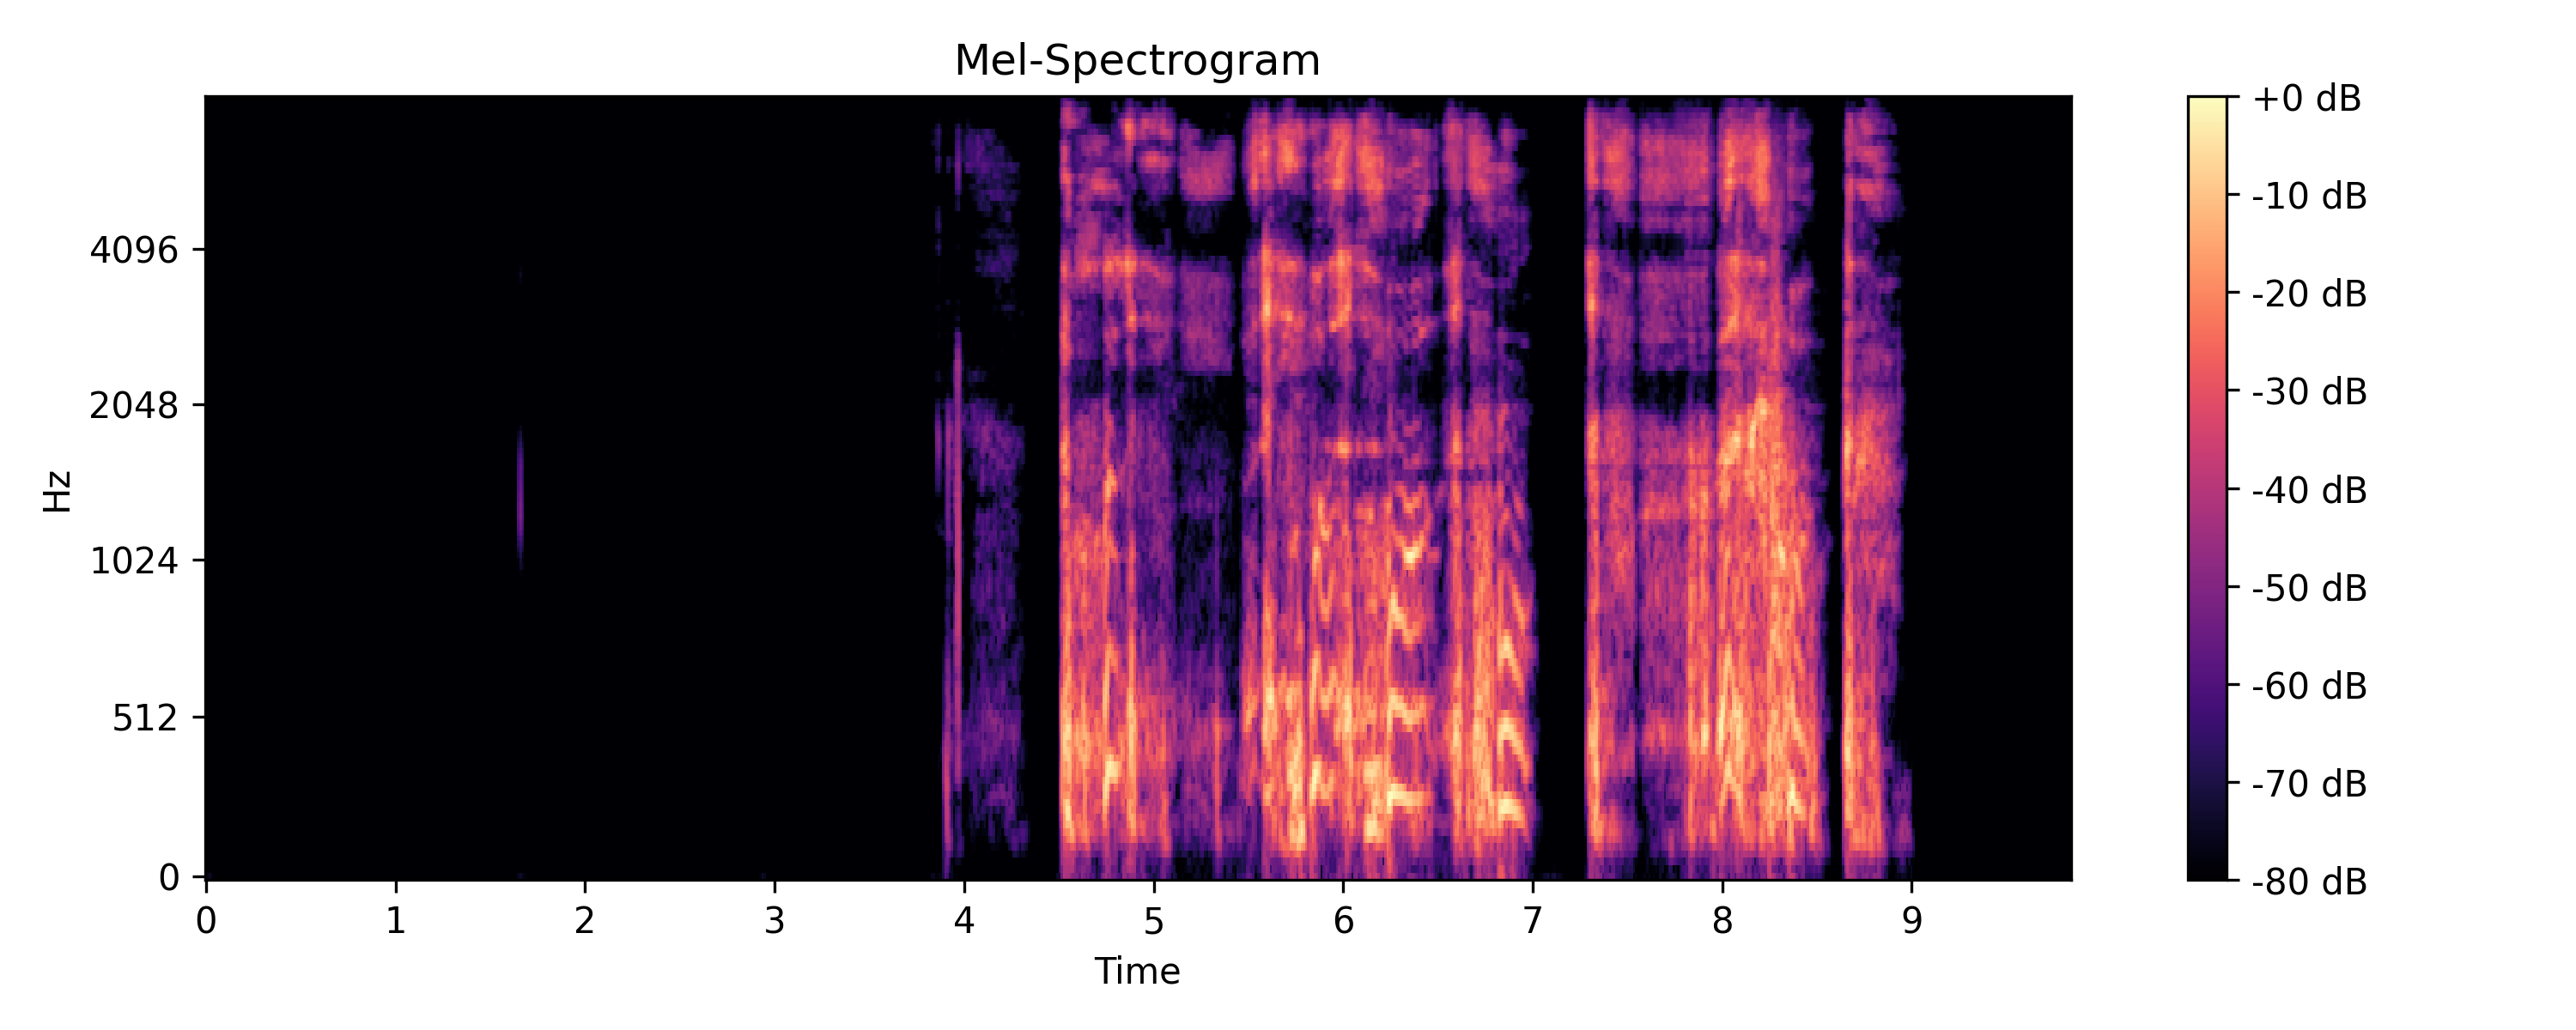 Mel-Spectrogram
+0 dB
4096
-10 dB
-20 dB
2048
-30 dB
Hz
-40 dB
1024
-50 dB
512
-60 dB
-70 dB
0
-80 dB
0 1 2 3 4 5 6 7 8 9
Time